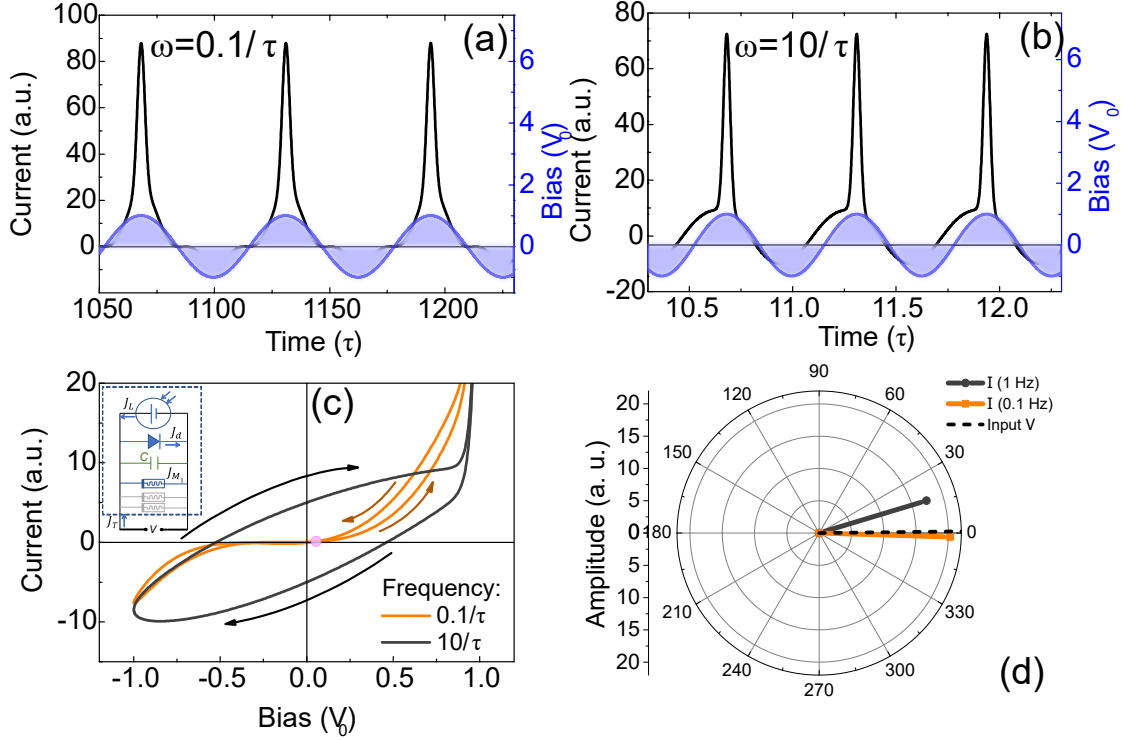 (a)
ω=0.1/ τ
100
80
60
40
20
0
6
4
2
0
Current (a.u.)
Bias (V0)
1050
1100
1150
1200
Time (τ)
(b)
ω=10/ τ
80
60
40
20
0
-20
6
4
2
0
Current (a.u.)
Bias (V0)
10.5
11.0
11.5
12.0
Time (τ)
(c)
20
10
0
-10
Current (a.u.)
JL
Jd
C
JM1
JT
V
Frequency:
0.1/τ
10/τ
-1.0
-0.5
0.0
0.5
1.0
Bias (V0)
I (1 Hz)
I (0.1 Hz)
Input V
90
120
60
150
30
180
0
210
330
240
300
270
20
15
10
5
0
5
10
15
20
Amplitude (a. u.)
(d)